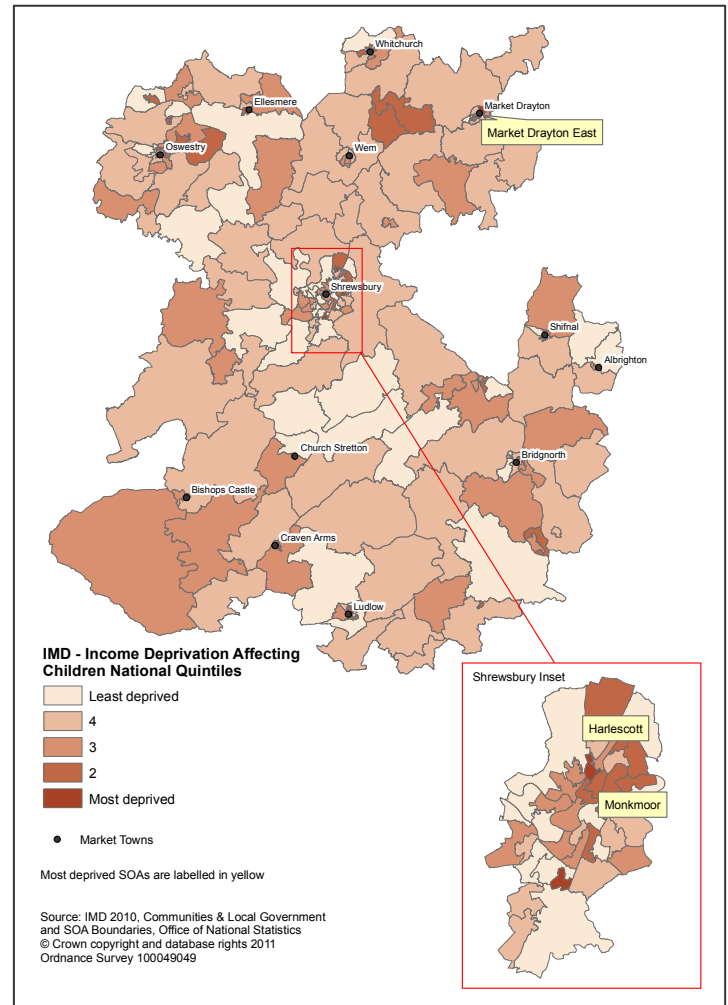 Whitchurch
Ellesmere
Market Drayton
Market Drayton East
Oswestry
Wem
Shrewsbury
Shifnal
Albrighton
Church Stretton
Bridgnorth
Bishops Castle
Craven Arms
Ludlow
IMD - Income Deprivation Affecting
Children National Quintiles
Least deprived
4
3
2
Most deprived
Market Towns
Most deprived SOAs are labelled in yellow
Source: IMD 2010, Communities & Local Government
and SOA Boundaries, Office of National Statistics
© Crown copyright and database rights 2011
Ordnance Survey 100049049
Shrewsbury Inset
Harlescott
Monkmoor